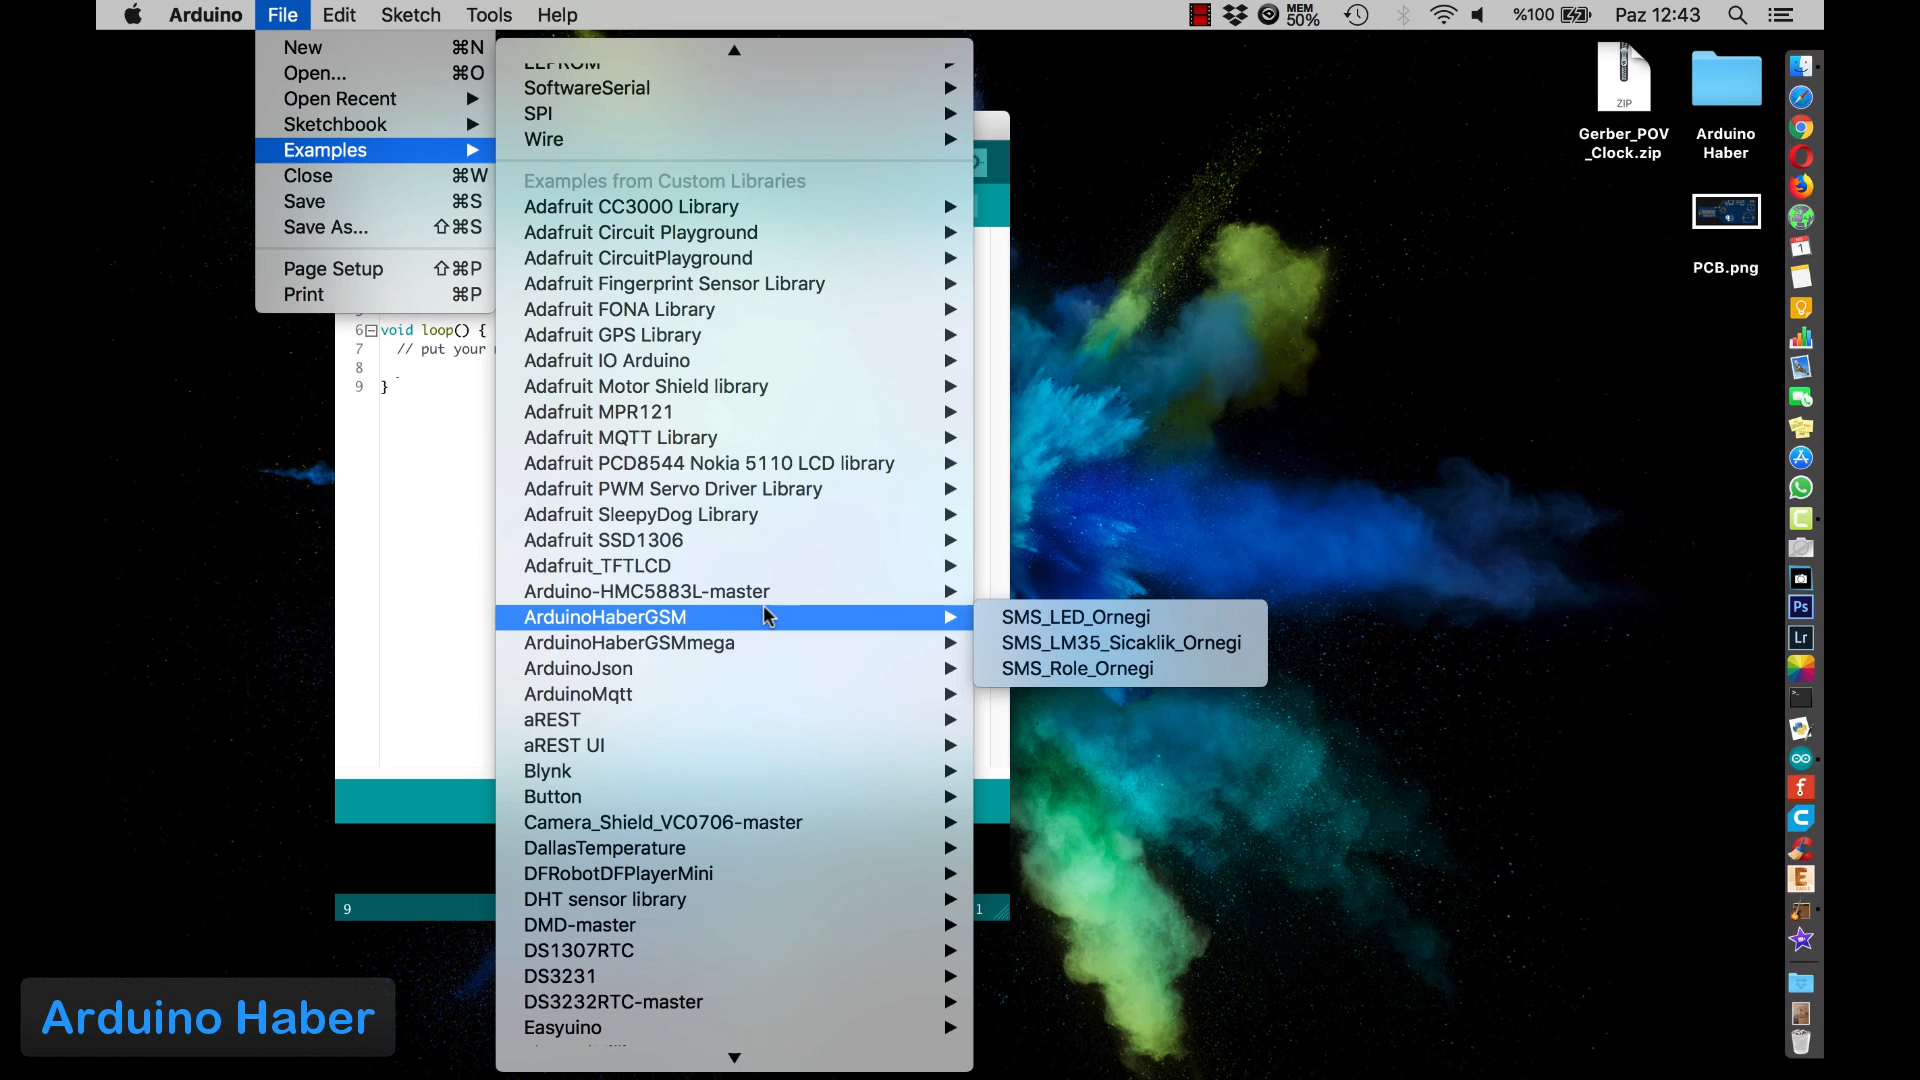 Arduino File Edit Sketch Tools Help MEM 50% %100 Paz 12:43
New ⌘N
Open... ⌘O
Open Recent
Sketchbook
Examples
Close ⌘W
Save ⌘S
Save As... ⇧⌘S
Page Setup ⇧⌘P
Print ⌘P
EEPROM
SoftwareSerial
SPI
Wire
Examples from Custom Libraries
Adafruit CC3000 Library
Adafruit Circuit Playground
Adafruit CircuitPlayground
Adafruit Fingerprint Sensor Library
Adafruit FONA Library
Adafruit GPS Library
Adafruit IO Arduino
Adafruit Motor Shield library
Adafruit MPR121
Adafruit MQTT Library
Adafruit PCD8544 Nokia 5110 LCD library
Adafruit PWM Servo Driver Library
Adafruit SleepyDog Library
Adafruit SSD1306
Adafruit_TFTLCD
Arduino-HMC5883L-master
ArduinoHaberGSM
ArduinoHaberGSMmega
ArduinoJson
ArduinoMqtt
aREST
aREST UI
Blynk
Button
Camera_Shield_VC0706-master
DallasTemperature
DFRobotDFPlayerMini
DHT sensor library
DMD-master
DS1307RTC
DS3231
DS3232RTC-master
Easyuino
SMS_LED_Ornegi
SMS_LM35_Sicaklik_Ornegi
SMS_Role_Ornegi
6 void loop() {
7 // put your
8
9 }
9
1
ZIP
Gerber_POV
_Clock.zip
Arduino
Haber
PCB.png
1
Ps
Lr
Arduino Haber